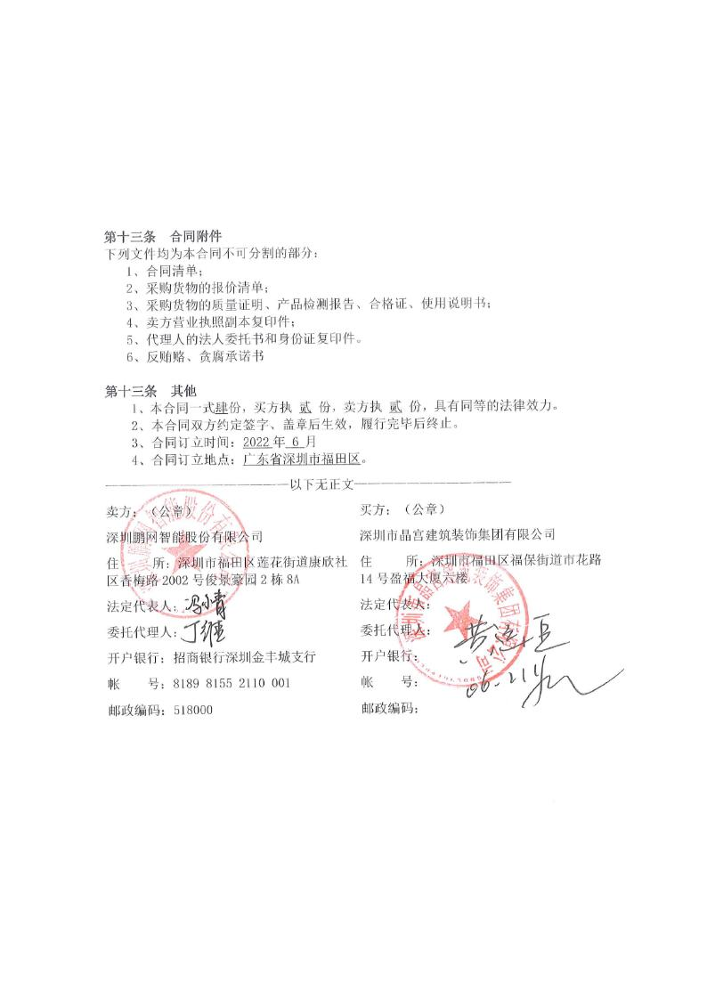 第十三条 合同附件
下列文件均为本合同不可分割的部分：
1、合同清单；
2、采购货物的报价清单；
3、采购货物的质量证明、产品检测报告、合格证、使用说明书；
4、卖方营业执照副本复印件；
5、代理人的法人委托书和身份证复印件。
6、反贿赂、贪腐承诺书
第十三条 其他
1、本合同一式肆份，买方执 贰 份，卖方执 贰 份，具有同等的法律效力。
2、本合同双方约定签字、盖章后生效，履行完毕后终止。
3、合同订立时间：2022年 6 月
4、合同订立地点：广东省深圳市福田区。
以下无正文
卖方：（公章）
深圳鹏网智能股份有限公司
住 所：深圳市福田区莲花街道康欣社
区香梅路2002号俊景豪园2栋8A
法定代表人：冯小青
委托代理人：丁维
开户银行：招商银行深圳金丰城支行
帐 号：8189 8155 2110 001
邮政编码：518000
买方：（公章）
深圳市晶宫建筑装饰集团有限公司
住 所：深圳市福田区福保街道市花路
14号盈福大厦六楼
法定代表人：
委托代理人：
开户银行：
帐 号：
邮政编码：